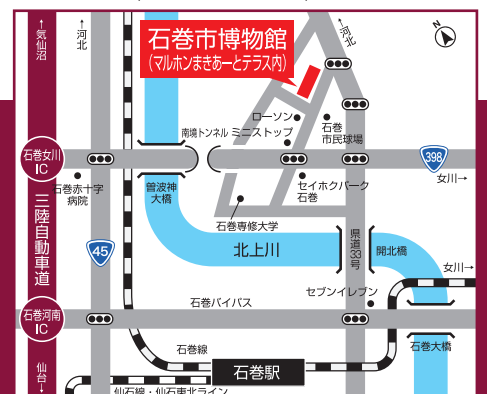 ←気仙沼
←河北
石巻市博物館
(マルホンまきあーとテラス内)
←河北
N
ローソン
南境トンネル
ミニストップ
石巻
市民球場
石巻女川
IC
398
女川→
石巻赤十字
病院
曽波神
大橋
セイホクパーク
石巻
石巻専修大学
三陸自動車道
45
北上川
県道33号
開北橋
女川→
セブンイレブン
石巻バイパス
石巻河南
IC
石巻線
石巻大橋
石巻駅
仙台→
仙石線・仙石東北ライン